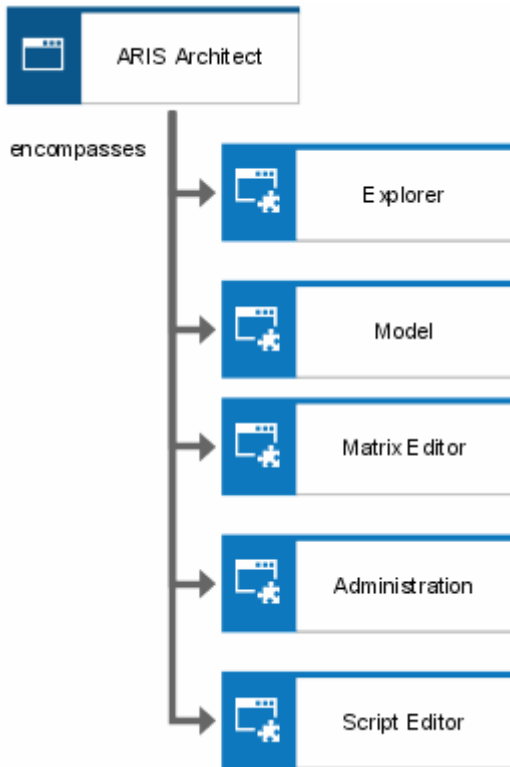 ARIS Architect
encompasses
Explorer
Model
Matrix Editor
Administration
Script Editor